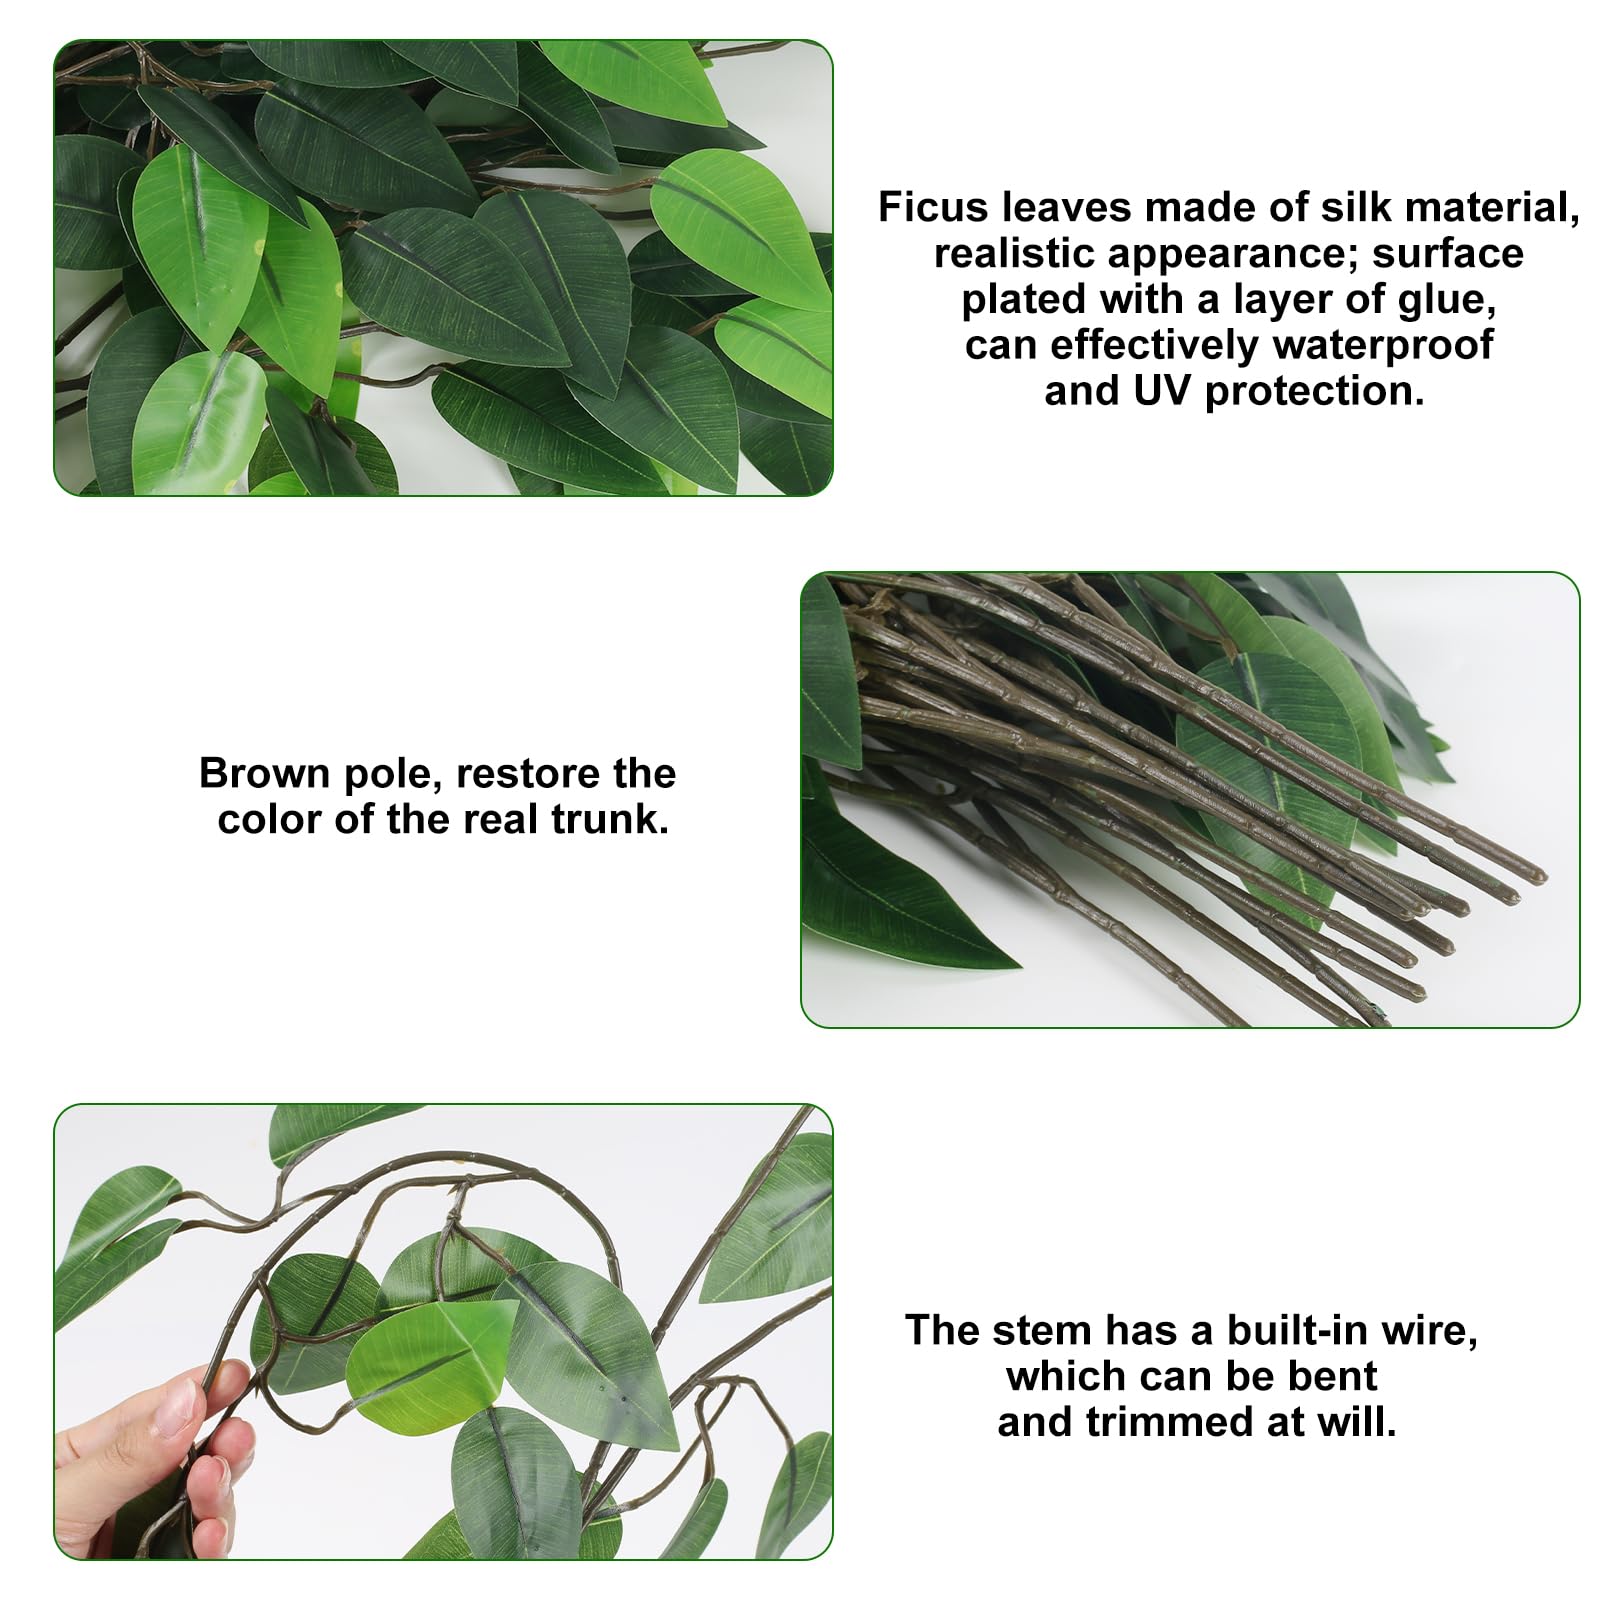 Ficus leaves made of silk material,
realistic appearance; surface
plated with a layer of glue,
can effectively waterproof
and UV protection.
Brown pole, restore the
color of the real trunk.
The stem has a built-in wire,
which can be bent
and trimmed at will.